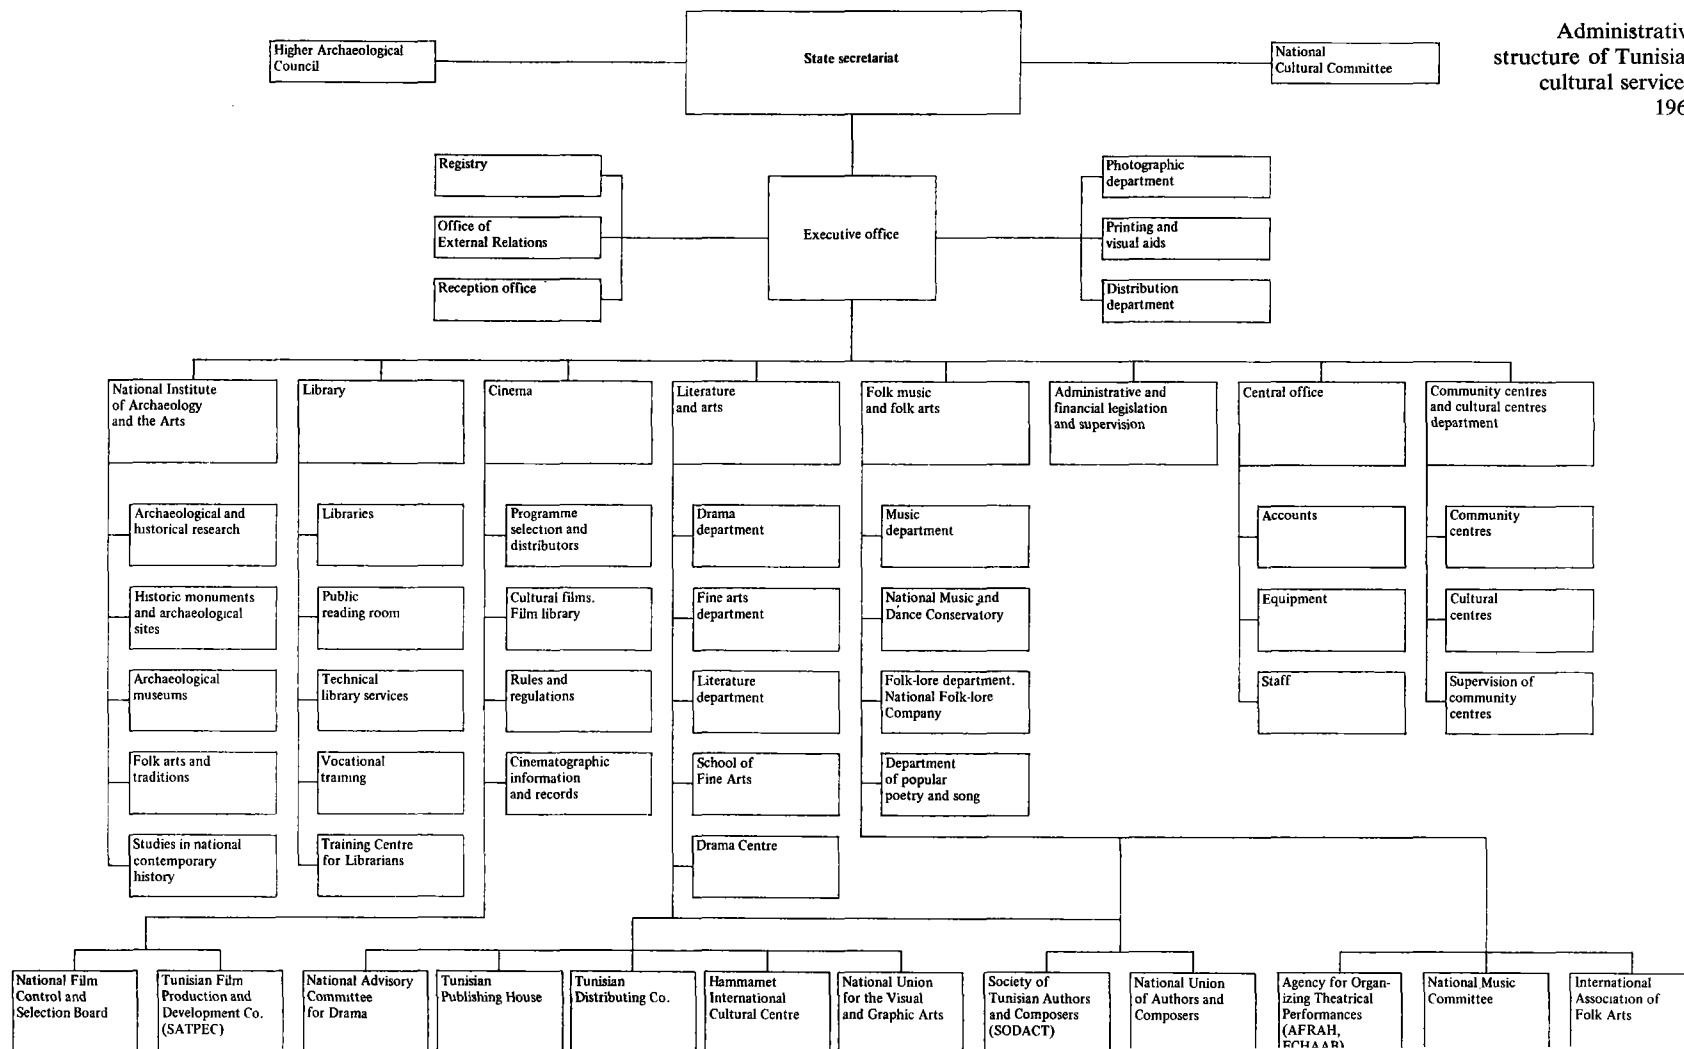 Administrativ
structure of Tunisia
cultural service
196
Higher Archaeological
Council
State secretariat
National
Cultural Committee
Registry
Office of
External Relations
Reception office
Executive office
Photographic
department
Printing and
visual aids
Distribution
department
National Institute
of Archaeology
and the Arts
Library
Cinema
Literature
and arts
Folk music
and folk arts
Administrative and
financial legislation
and supervision
Central office
Community centres
and cultural centres
department
Archaeological and
historical research
Historic monuments
and archaeological
sites
Archaeological
museums
Folk arts and
traditions
Studies in national
contemporary
history
Libraries
Public
reading room
Technical
library services
Vocational
training
Training Centre
for Librarians
Programme
selection and
distributors
Cultural films.
Film library
Rules and
regulations
Cinematographic
information
and records
Drama
department
Fine arts
department
Literature
department
School of
Fine Arts
Drama Centre
Music
department
National Music and
Dance Conservatory
Folk-lore department.
National Folk-lore
Company
Department
of popular
poetry and song
Accounts
Equipment
Staff
Community
centres
Cultural
centres
Supervision of
community
centres
National Film
Control and
Selection Board
Tunisian Film
Production and
Development Co.
(SATPEC)
National Advisory
Committee
for Drama
Tunisian
Publishing House
Tunisian
Distributing Co.
Hammamet
International
Cultural Centre
National Union
for the Visual
and Graphic Arts
Society of
Tunisian Authors
and Composers
(SODACT)
National Union
of Authors and
Composers
Agency for Organ-
izing Theatrical
Performances
(AFRAH,
ECHAAB)
National Music
Committee
International
Association of
Folk Arts